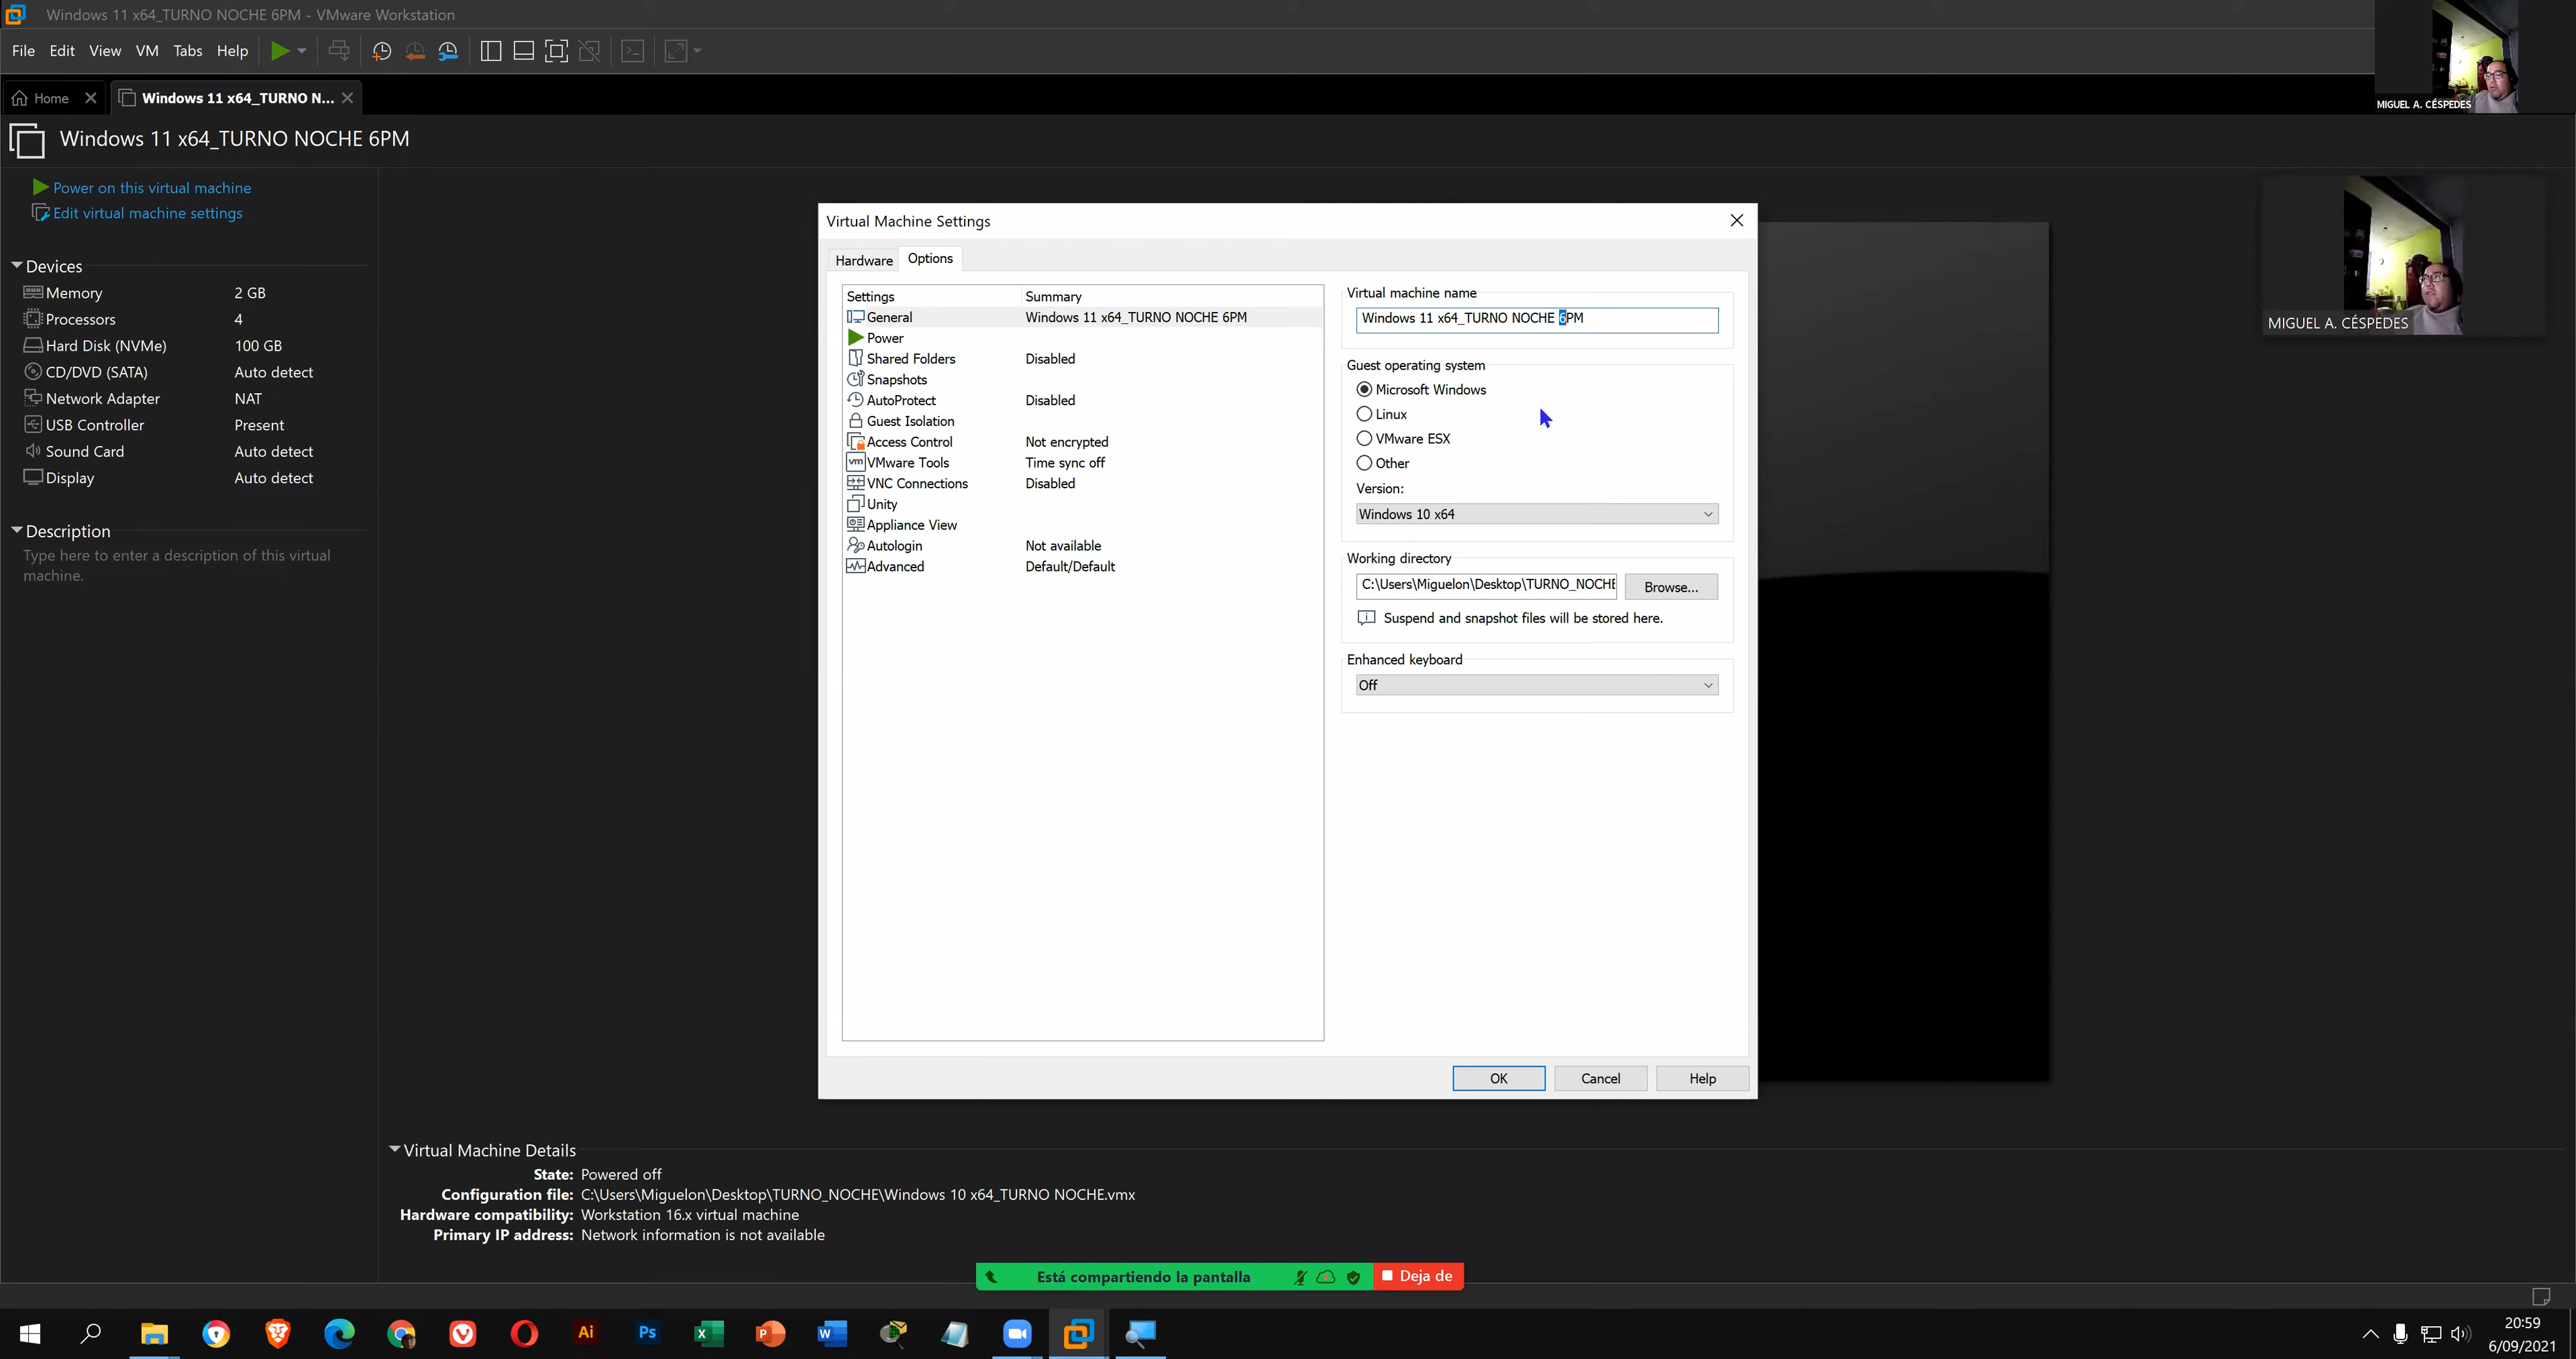 Windows 11 x64_TURNO NOCHE 6PM - VMware Workstation
File Edit View VM Tabs Help
MIGUEL A. CÉSPEDES
Home
Windows 11 x64_TURNO N...
Windows 11 x64_TURNO NOCHE 6PM
Power on this virtual machine
Edit virtual machine settings
Devices
Memory 2 GB
Processors 4
Hard Disk (NVMe) 100 GB
CD/DVD (SATA) Auto detect
Network Adapter NAT
USB Controller Present
Sound Card Auto detect
Display Auto detect
Description
Type here to enter a description of this virtual
machine.
Virtual Machine Settings
Hardware Options
Settings Summary
General Windows 11 x64_TURNO NOCHE 6PM
Power
Shared Folders Disabled
Snapshots
AutoProtect Disabled
Guest Isolation
Access Control Not encrypted
vm VMware Tools Time sync off
VNC Connections Disabled
Unity
Appliance View
Autologin Not available
Advanced Default/Default
Virtual machine name
Windows 11 x64_TURNO NOCHE 6PM
Guest operating system
Microsoft Windows
Linux
VMware ESX
Other
Version:
Windows 10 x64
Working directory
C:\Users\Miguelon\Desktop\TURNO_NOCHE
Browse...
Suspend and snapshot files will be stored here.
Enhanced keyboard
Off
OK Cancel Help
MIGUEL A. CÉSPEDES
Virtual Machine Details
State: Powered off
Configuration file: C:\Users\Miguelon\Desktop\TURNO_NOCHE\Windows 10 x64_TURNO NOCHE.vmx
Hardware compatibility: Workstation 16.x virtual machine
Primary IP address: Network information is not available
Está compartiendo la pantalla
Deja de
Ai Ps X P W
20:59
6/09/2021